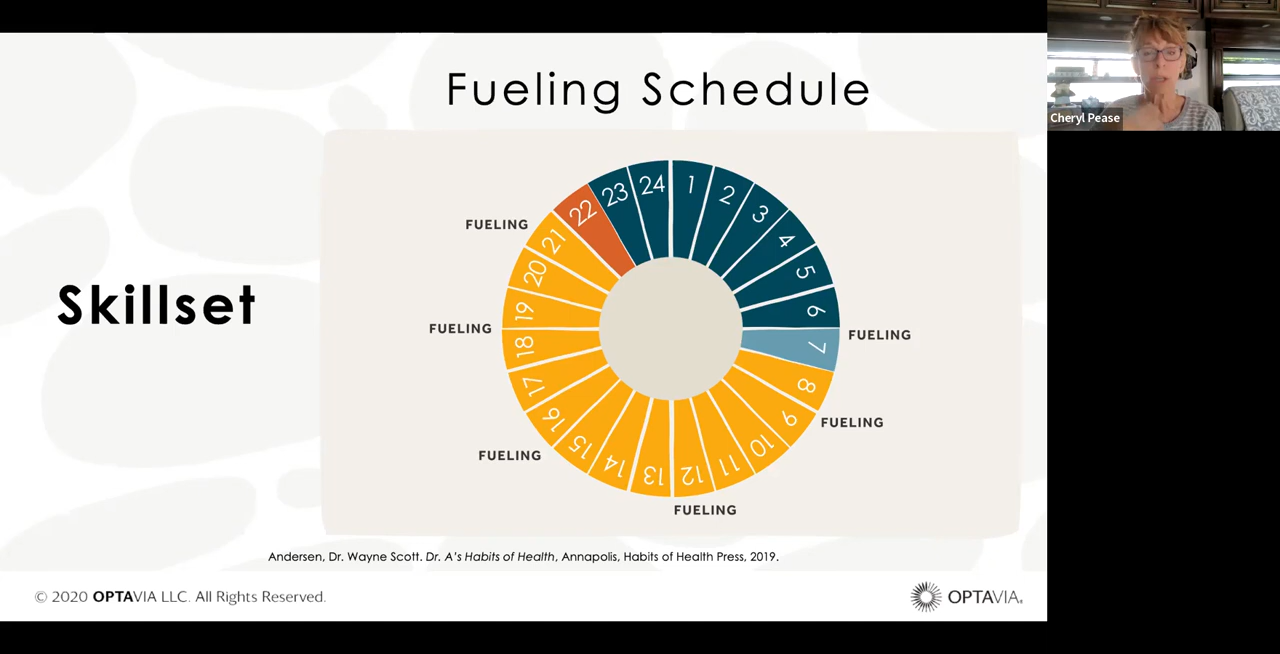 Fueling Schedule
Cheryl Pease
Skillset
24
1
2
3
4
5
6
7
8
9
10
11
12
13
14
15
16
17
18
19
20
21
22
23
FUELING
FUELING
FUELING
FUELING
FUELING
FUELING
Andersen, Dr. Wayne Scott. Dr. A's Habits of Health, Annapolis, Habits of Health Press, 2019.
© 2020 OPTAVIA LLC. All Rights Reserved.
OPTAVIA®